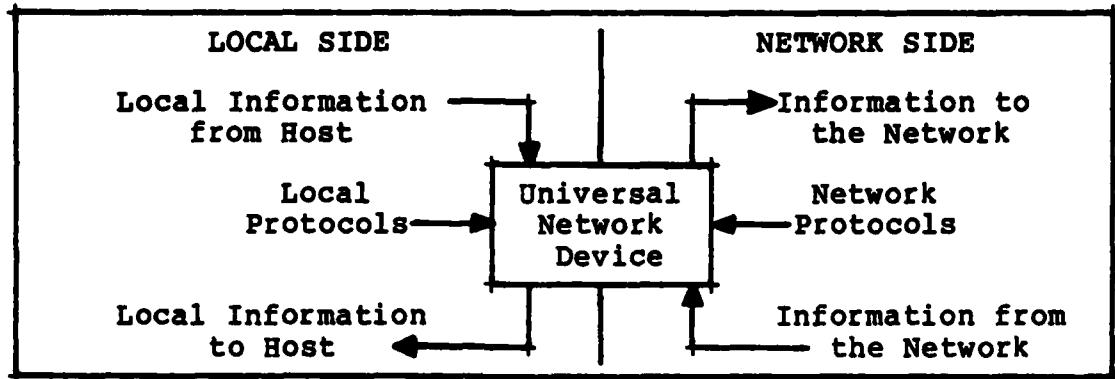 LOCAL SIDE
NETWORK SIDE
Local Information
from Host
Information to
the Network
Local
Protocols
Universal
Network
Device
Network
Protocols
Local Information
to Host
Information from
the Network